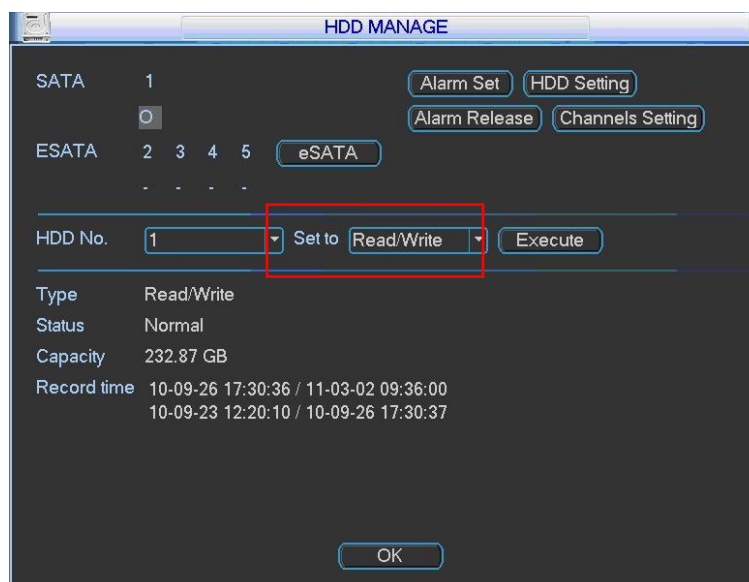 HDD MANAGE
SATA 1 Alarm Set HDD Setting
O Alarm Release Channels Setting
ESATA 2 3 4 5 eSATA
- - - -
HDD No. 1 Set to Read/Write Execute
Type Read/Write
Status Normal
Capacity 232.87 GB
Record time 10-09-26 17:30:36 / 11-03-02 09:36:00
10-09-23 12:20:10 / 10-09-26 17:30:37
OK